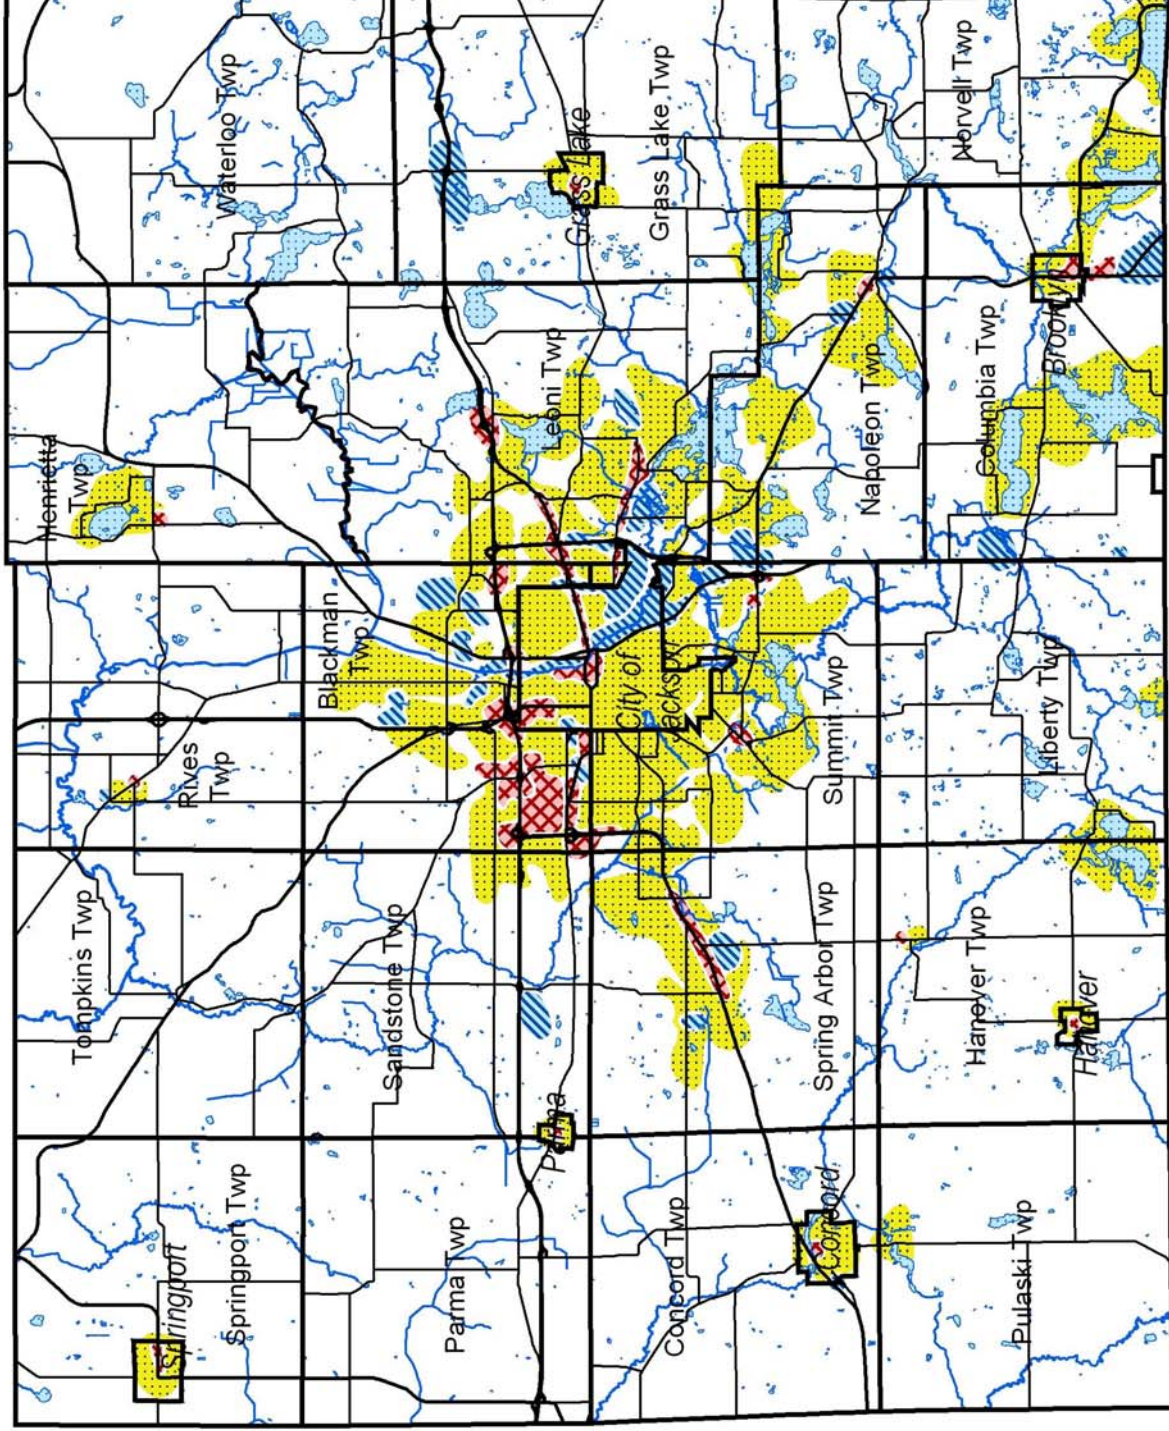 Springport
Springport Twp
Tompkins Twp
Rives
Twp
Henrietta
Twp
Waterloo Twp
Parma Twp
Parma
Sandstone Twp
Blackman
Twp
Leoni Twp
Grass Lake
Grass Lake Twp
Concord Twp
Concord
Spring Arbor Twp
City of
Jackson
Summit Twp
Napoleon Twp
Norvell Twp
Pulaski Twp
Hanover Twp
Hanover
Liberty Twp
Columbia Twp
Brooklyn